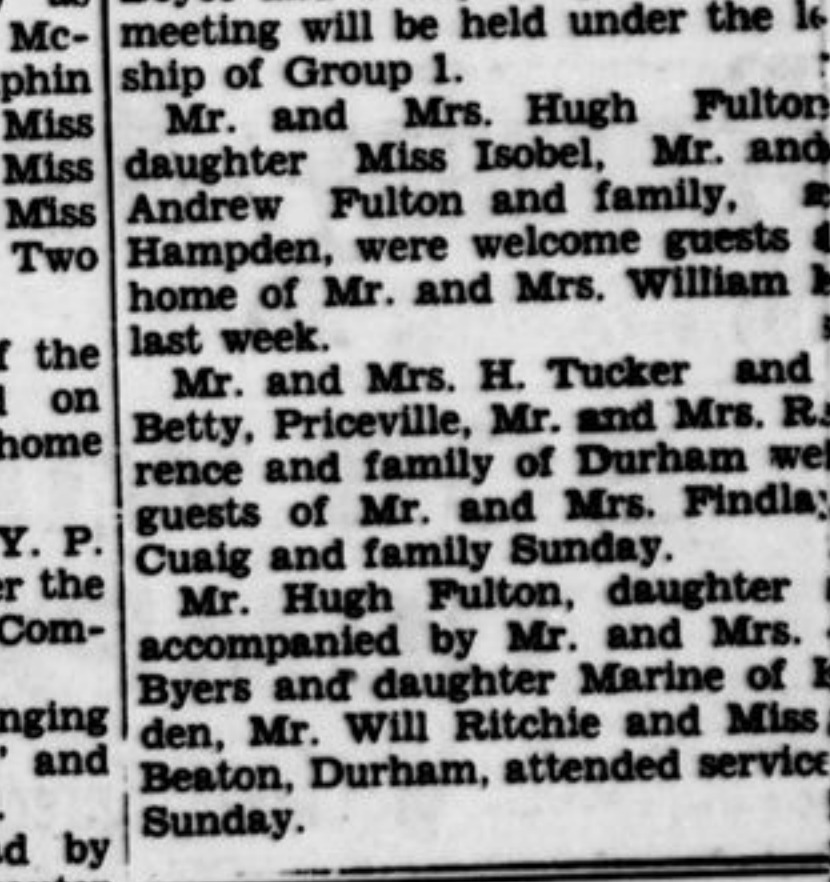 Mc-
phin
Miss
Miss
Miss
Two
f the
on
home
Y. P.
er the
Com-
nging
and
by
meeting will be held under the
ship of Group 1.
Mr. and Mrs. Hugh Fulton
daughter Miss Isobel, Mr. and
Andrew Fulton and family,
Hampden, were welcome guests
home of Mr. and Mrs. William
last week.
Mr. and Mrs. H. Tucker and
Betty, Priceville, Mr. and Mrs. R.
rence and family of Durham
guests of Mr. and Mrs. Findlay
Cuaig and family Sunday.
Mr. Hugh Fulton, daughter
accompanied by Mr. and Mrs.
Byers and daughter Marine of
den, Mr. Will Ritchie and Miss
Beaton, Durham, attended service
Sunday.